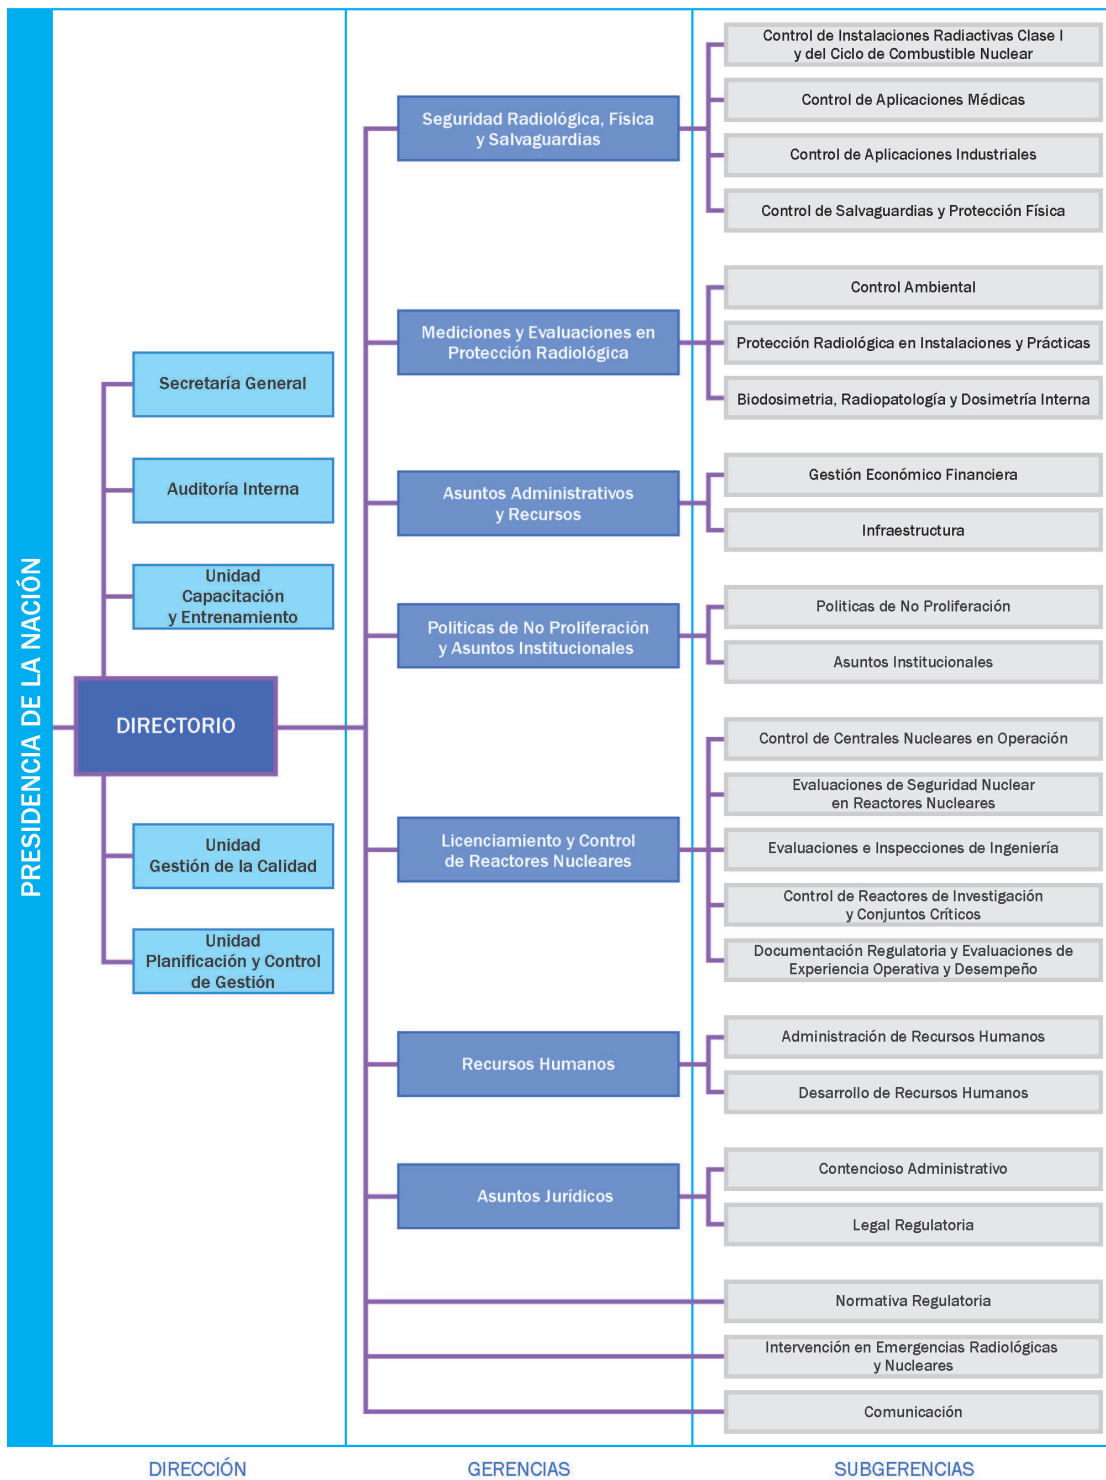 PRESIDENCIA DE LA NACIÓN
Secretaría General
Auditoría Interna
Unidad
Capacitación
y Entrenamiento
DIRECTORIO
Unidad
Gestión de la Calidad
Unidad
Planificación y Control
de Gestión
Seguridad Radiológica, Física
y Salvaguardias
Control de Instalaciones Radiactivas Clase I
y del Ciclo de Combustible Nuclear
Control de Aplicaciones Médicas
Control de Aplicaciones Industriales
Control de Salvaguardias y Protección Física
Mediciones y Evaluaciones en
Protección Radiológica
Control Ambiental
Protección Radiológica en Instalaciones y Prácticas
Biodosimetria, Radiopatología y Dosimetría Interna
Asuntos Administrativos
y Recursos
Gestión Económico Financiera
Infraestructura
Politicas de No Proliferación
y Asuntos Institucionales
Politicas de No Proliferación
Asuntos Institucionales
Licenciamiento y Control
de Reactores Nucleares
Control de Centrales Nucleares en Operación
Evaluaciones de Seguridad Nuclear
en Reactores Nucleares
Evaluaciones e Inspecciones de Ingeniería
Control de Reactores de Investigación
y Conjuntos Críticos
Documentación Regulatoria y Evaluaciones de
Experiencia Operativa y Desempeño
Recursos Humanos
Administración de Recursos Humanos
Desarrollo de Recursos Humanos
Asuntos Jurídicos
Contencioso Administrativo
Legal Regulatoria
Normativa Regulatoria
Intervención en Emergencias Radiológicas
y Nucleares
Comunicación
DIRECCIÓN
GERENCIAS
SUBGERENCIAS